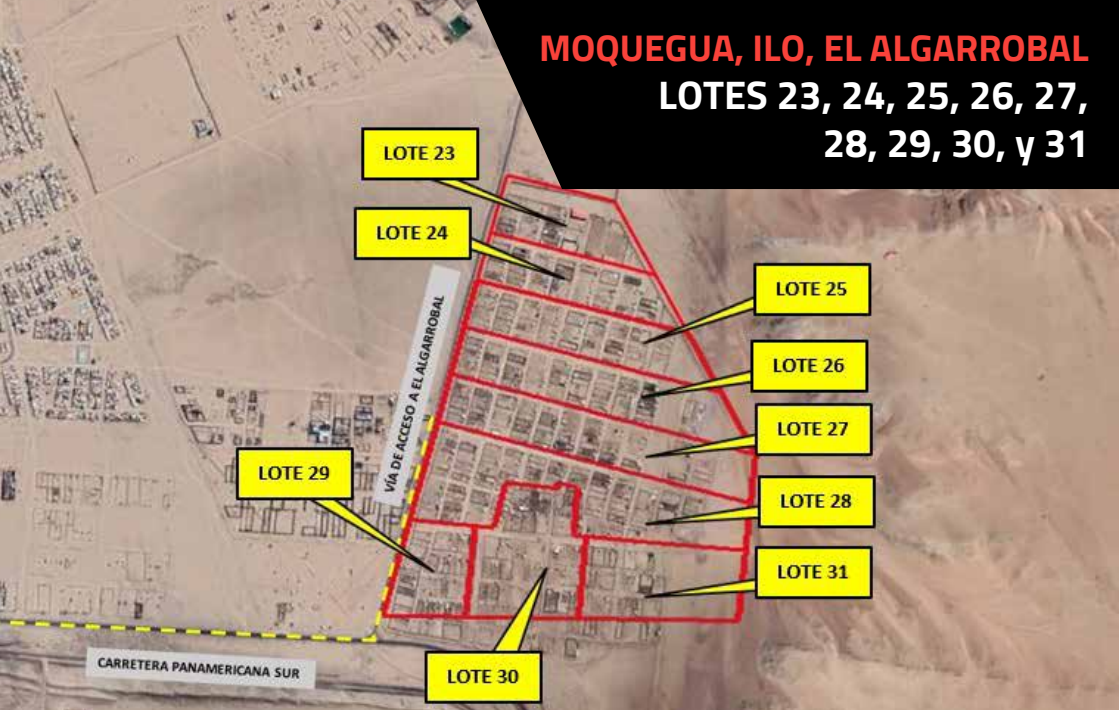 MOQUEGUA, ILO, EL ALGARROBAL
LOTES 23, 24, 25, 26, 27,
28, 29, 30, y 31
LOTE 23
LOTE 24
LOTE 25
LOTE 26
LOTE 27
LOTE 28
LOTE 29
LOTE 31
LOTE 30
VÍA DE ACCESO A EL ALGARROBAL
CARRETERA PANAMERICANA SUR